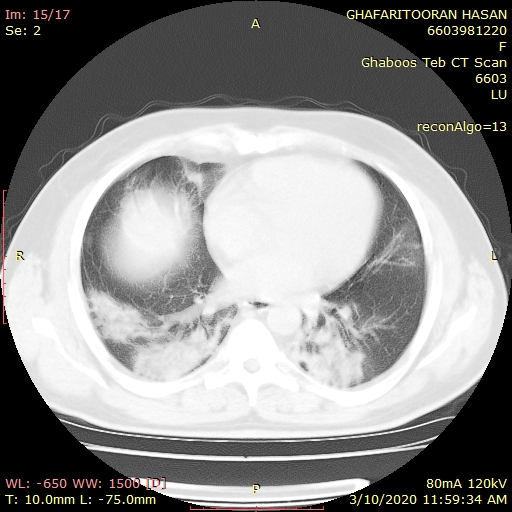 Im: 15/17
Se: 2
A
GHAFARITOORAN HASAN
6603981220
F
Ghaboos Teb CT Scan
6603
LU
reconAlgo=13
R
L
WL: -650 WW: 1500 [D]
T: 10.0mm L: -75.0mm
P
80mA 120kV
3/10/2020 11:59:34 AM